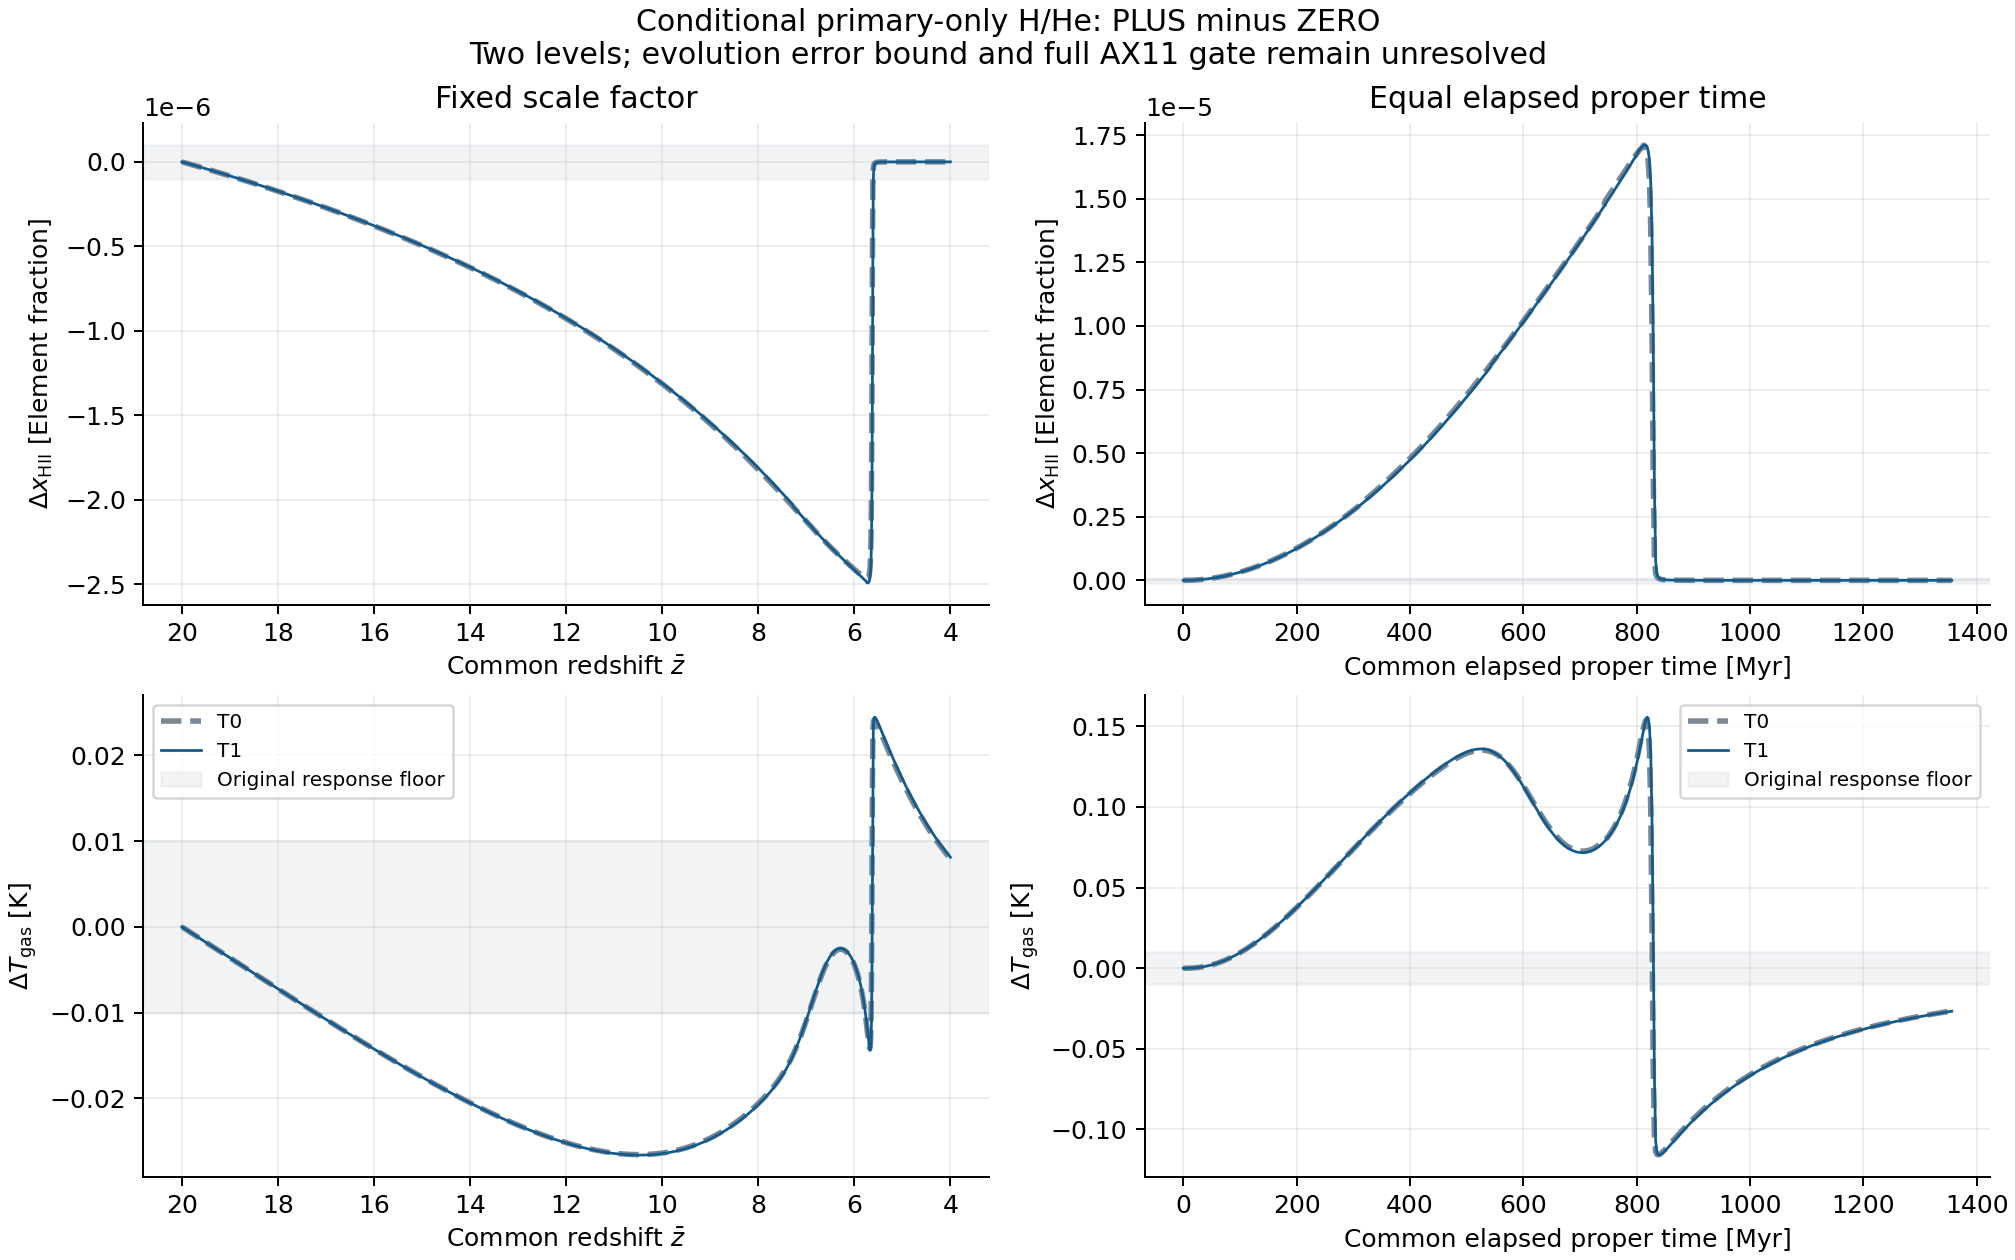 Conditional primary-only H/He: PLUS minus ZERO
Two levels; evolution error bound and full AX11 gate remain unresolved
Fixed scale factor
1e−6
0.0
−0.5
−1.0
−1.5
−2.0
−2.5
Δx_HII [Element fraction]
20 18 16 14 12 10 8 6 4
Common redshift z̄
Equal elapsed proper time
1e−5
1.75
1.50
1.25
1.00
0.75
0.50
0.25
0.00
Δx_HII [Element fraction]
0 200 400 600 800 1000 1200 1400
Common elapsed proper time [Myr]
T0
T1
Original response floor
0.02
0.01
0.00
−0.01
−0.02
ΔT_gas [K]
20 18 16 14 12 10 8 6 4
Common redshift z̄
T0
T1
Original response floor
0.15
0.10
0.05
0.00
−0.05
−0.10
ΔT_gas [K]
0 200 400 600 800 1000 1200 1400
Common elapsed proper time [Myr]